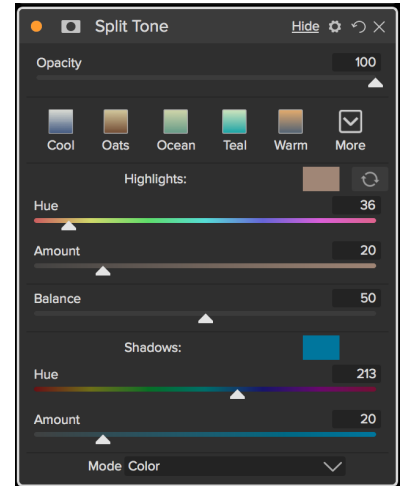 Split Tone Hide
Opacity 100
Cool Oats Ocean Teal Warm More
Highlights:
Hue 36
Amount 20
Balance 50
Shadows:
Hue 213
Amount 20
Mode Color